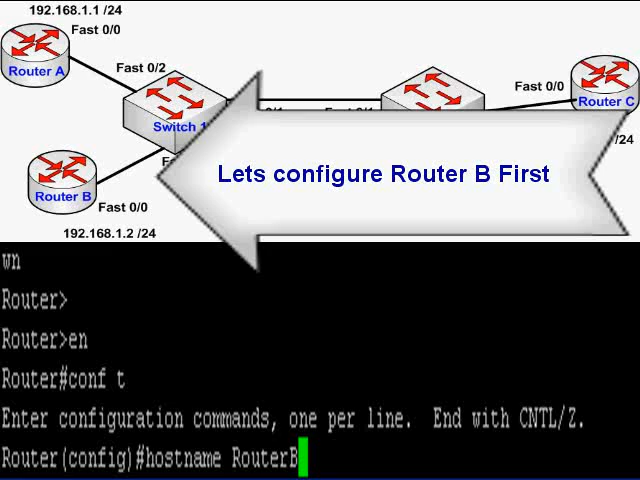 192.168.1.1 /24
Fast 0/0
Router A
Fast 0/2
Fast 0/0
Router C
Switch 1
/24
Lets configure Router B First
Router B
Fast 0/0
192.168.1.2 /24
wn
Router>
Router>en
Router#conf t
Enter configuration commands, one per line. End with CNTL/Z.
Router(config)#hostname RouterB